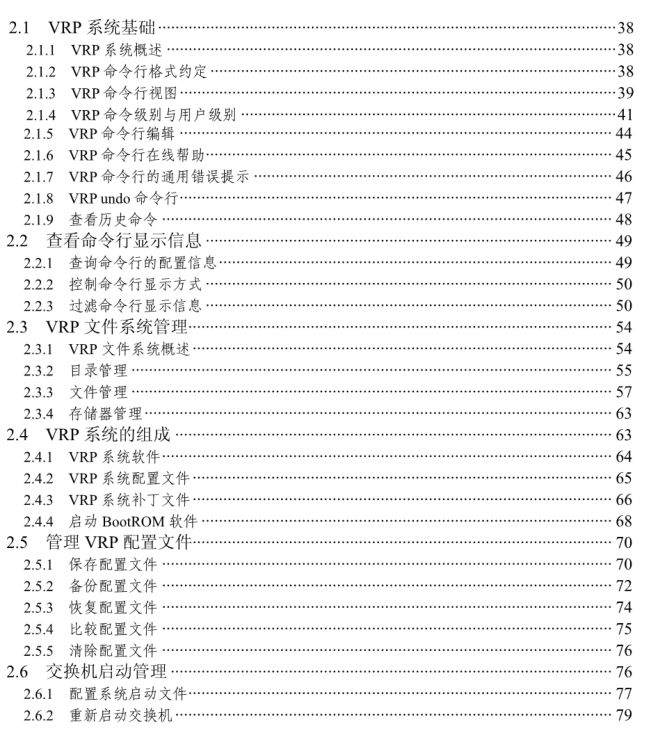 2.1 VRP 系统基础 38
2.1.1 VRP 系统概述 38
2.1.2 VRP 命令行格式约定 38
2.1.3 VRP 命令行视图 39
2.1.4 VRP 命令级别与用户级别 41
2.1.5 VRP 命令行编辑 44
2.1.6 VRP 命令行在线帮助 45
2.1.7 VRP 命令行的通用错误提示 46
2.1.8 VRP undo 命令行 47
2.1.9 查看历史命令 48
2.2 查看命令行显示信息 49
2.2.1 查询命令行的配置信息 49
2.2.2 控制命令行显示方式 50
2.2.3 过滤命令行显示信息 50
2.3 VRP 文件系统管理 54
2.3.1 VRP 文件系统概述 54
2.3.2 目录管理 55
2.3.3 文件管理 57
2.3.4 存储器管理 63
2.4 VRP 系统的组成 63
2.4.1 VRP 系统软件 64
2.4.2 VRP 系统配置文件 65
2.4.3 VRP 系统补丁文件 66
2.4.4 启动 BootROM 软件 68
2.5 管理 VRP 配置文件 70
2.5.1 保存配置文件 70
2.5.2 备份配置文件 72
2.5.3 恢复配置文件 74
2.5.4 比较配置文件 75
2.5.5 清除配置文件 76
2.6 交换机启动管理 76
2.6.1 配置系统启动文件 77
2.6.2 重新启动交换机 79